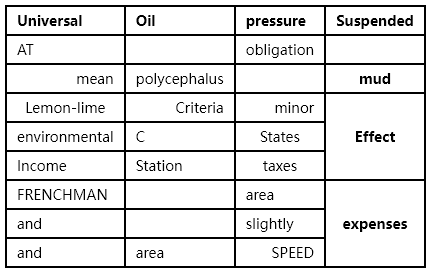 Universal Oil pressure Suspended
AT obligation
mean polycephalus mud
Lemon-lime Criteria minor
environmental C States Effect
Income Station taxes
FRENCHMAN area
and slightly expenses
and area SPEED